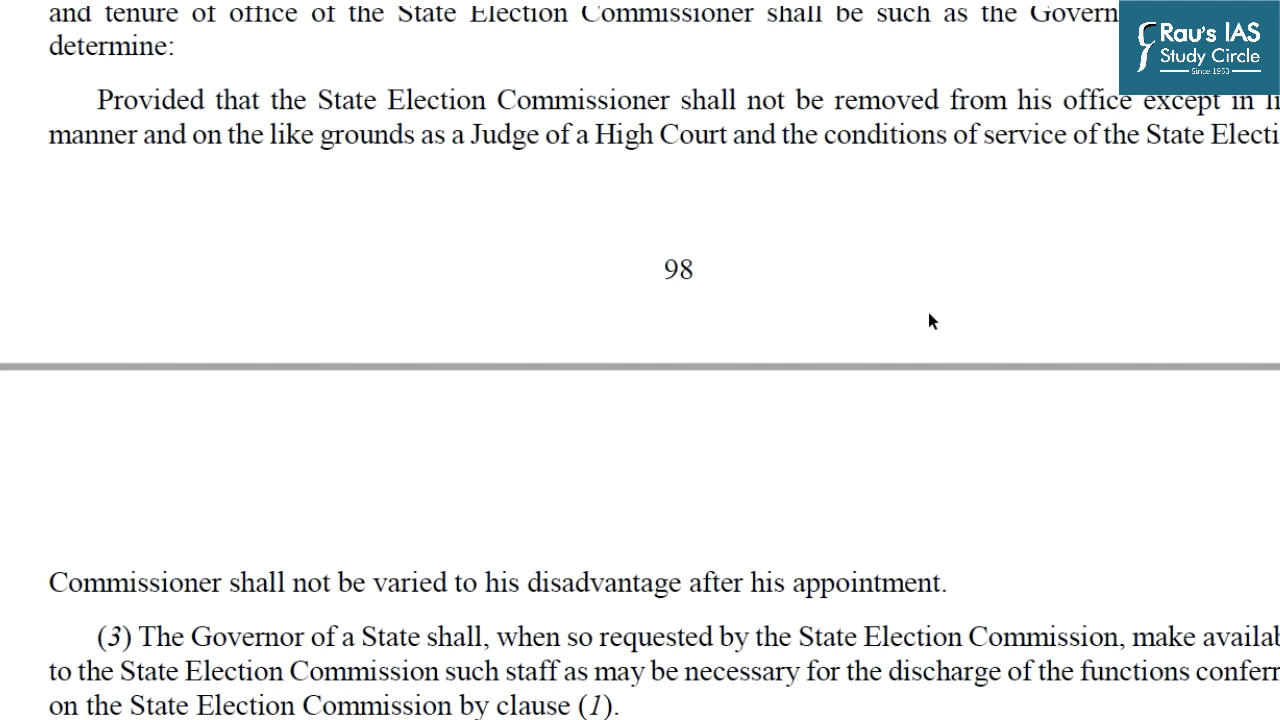 and tenure of office of the State Election Commissioner shall be such as the Govern
determine:
Rau's IAS
Study Circle
Since 1953
Provided that the State Election Commissioner shall not be removed from his office except in
manner and on the like grounds as a Judge of a High Court and the conditions of service of the State Electi
98
Commissioner shall not be varied to his disadvantage after his appointment.
(3) The Governor of a State shall, when so requested by the State Election Commission, make availab
to the State Election Commission such staff as may be necessary for the discharge of the functions conferr
on the State Election Commission by clause (1).